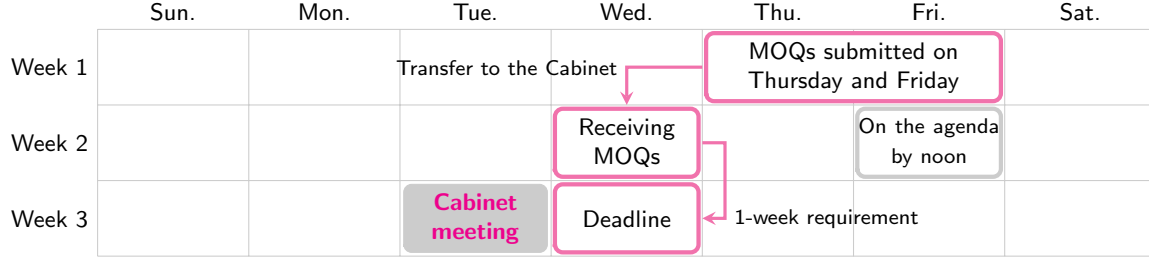 Sun. Mon. Tue. Wed. Thu. Fri. Sat.
Week 1
Transfer to the Cabinet
MOQs submitted on
Thursday and Friday
Week 2
Receiving
MOQs
On the agenda
by noon
Week 3
Cabinet
meeting
Deadline
1-week requirement